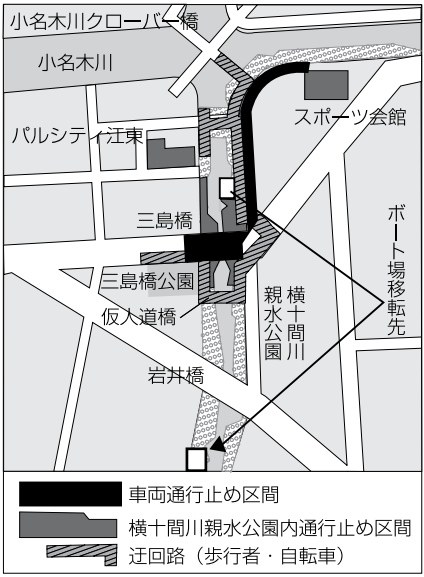 小名木川クローバー橋
小名木川
スポーツ会館
パルシティ江東
三島橋
ボート場移転先
三島橋公園
横十間川
親水公園
仮人道橋
岩井橋
車両通行止め区間
横十間川親水公園内通行止め区間
迂回路（歩行者・自転車）